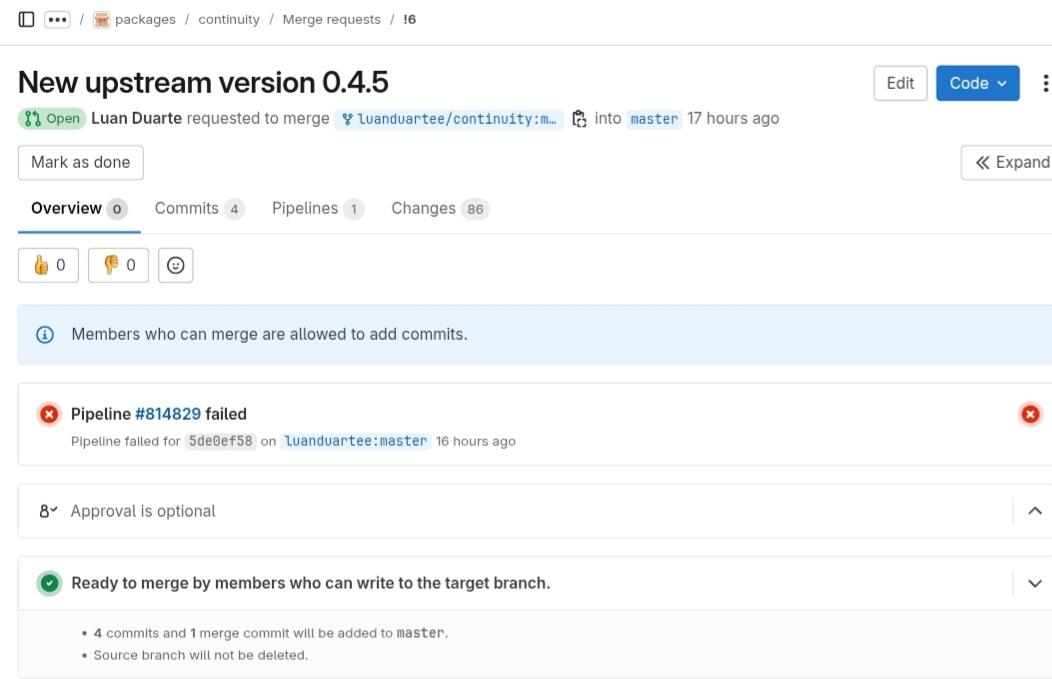 / packages / continuity / Merge requests / !6
New upstream version 0.4.5
Edit
Code
Open Luan Duarte requested to merge luanduartee/continuity:m… into master 17 hours ago
Mark as done
Expand
Overview 0
Commits 4
Pipelines 1
Changes 86
0
0
Members who can merge are allowed to add commits.
Pipeline #814829 failed
Pipeline failed for 5de0ef58 on luanduartee:master 16 hours ago
Approval is optional
Ready to merge by members who can write to the target branch.
• 4 commits and 1 merge commit will be added to master.
• Source branch will not be deleted.